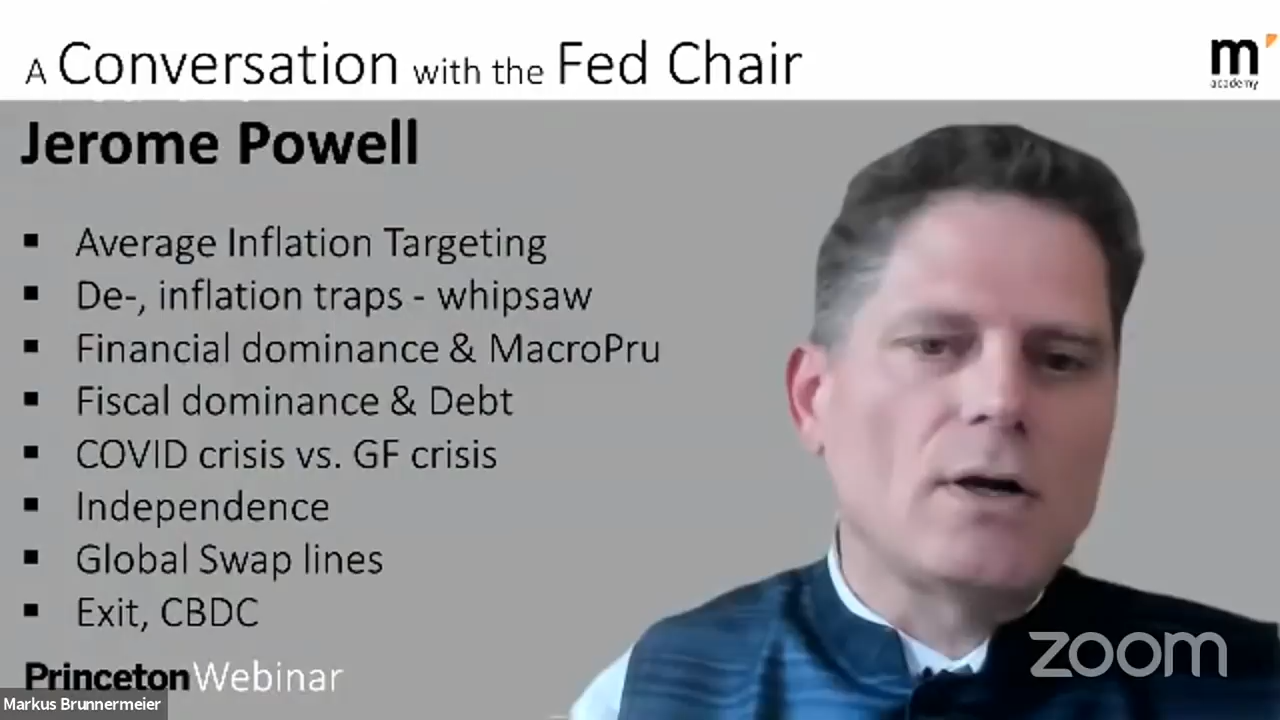 A Conversation with the Fed Chair
m'
academy
Jerome Powell
▪ Average Inflation Targeting
▪ De-, inflation traps - whipsaw
▪ Financial dominance & MacroPru
▪ Fiscal dominance & Debt
▪ COVID crisis vs. GF crisis
▪ Independence
▪ Global Swap lines
▪ Exit, CBDC
Princeton Webinar
zoom
Markus Brunnermeier